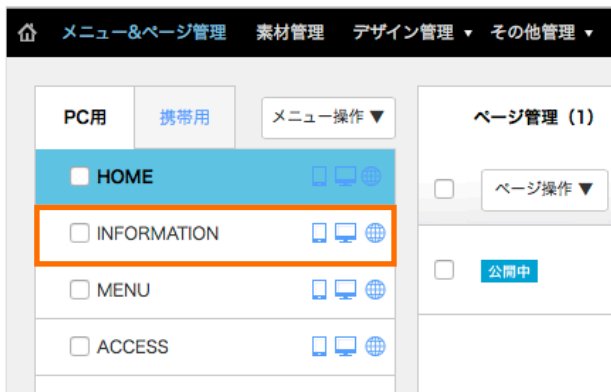 メニュー&ページ管理 素材管理 デザイン管理 ▼ その他管理 ▼
PC用 携帯用 メニュー操作 ▼ ページ管理（1）
HOME
ページ操作 ▼
INFORMATION
公開中
MENU
ACCESS